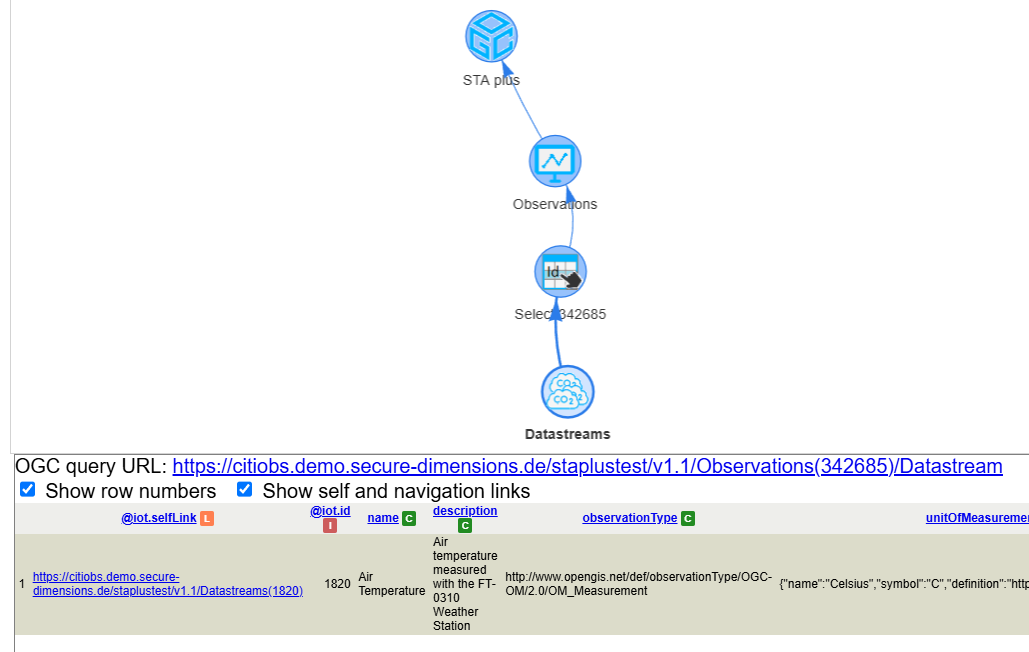 OGC
STA plus
Observations
Id
Select 342685
CO2
CO2
Datastreams
OGC query URL: https://citiobs.demo.secure-dimensions.de/staplustest/v1.1/Observations(342685)/Datastream
Show row numbers Show self and navigation links
@iot.selfLink L @iot.id I name C description C observationType C unitOfMeasuremen
1 https://citiobs.demo.secure-dimensions.de/staplustest/v1.1/Datastreams(1820) 1820 Air Temperature Air temperature measured with the FT-0310 Weather Station http://www.opengis.net/def/observationType/OGC-OM/2.0/OM_Measurement {"name":"Celsius","symbol":"C","definition":"http